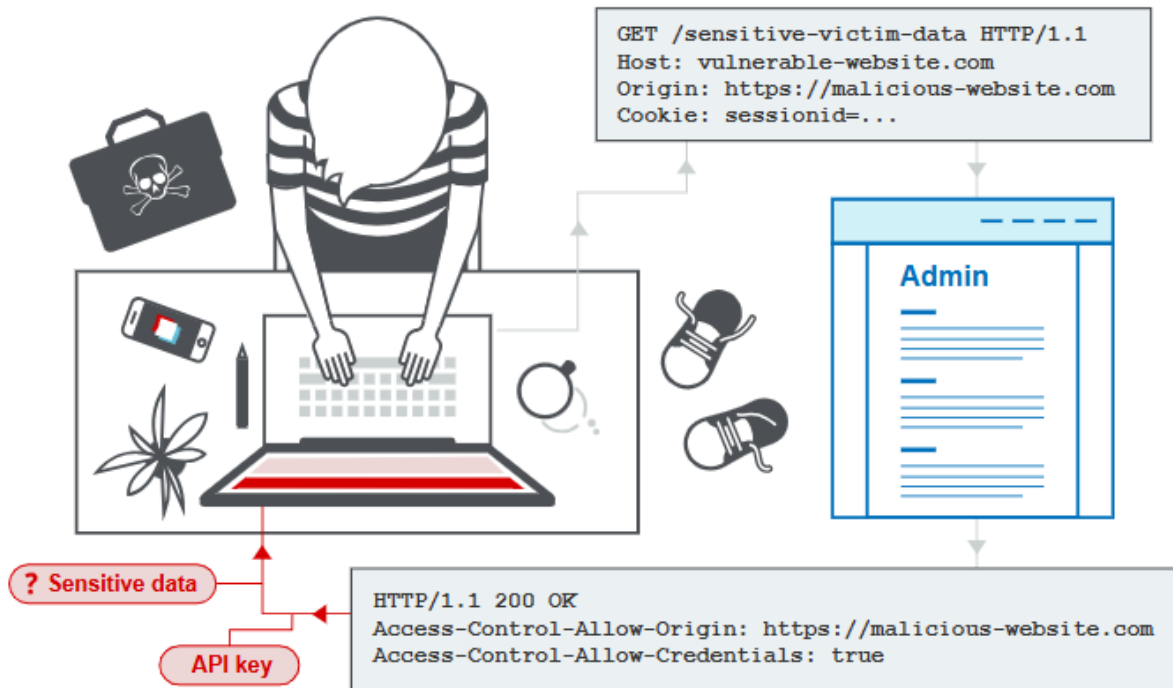 GET /sensitive-victim-data HTTP/1.1
Host: vulnerable-website.com
Origin: https://malicious-website.com
Cookie: sessionid=...
Admin
? Sensitive data
API key
HTTP/1.1 200 OK
Access-Control-Allow-Origin: https://malicious-website.com
Access-Control-Allow-Credentials: true